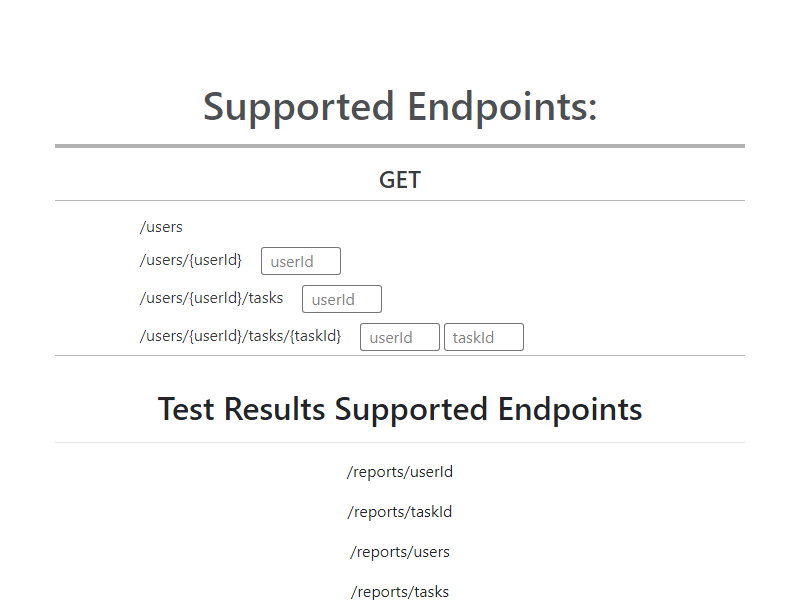 Supported Endpoints:
GET
/users
/users/{userId} userId
/users/{userId}/tasks userId
/users/{userId}/tasks/{taskId} userId taskId
Test Results Supported Endpoints
/reports/userId
/reports/taskId
/reports/users
/reports/tasks